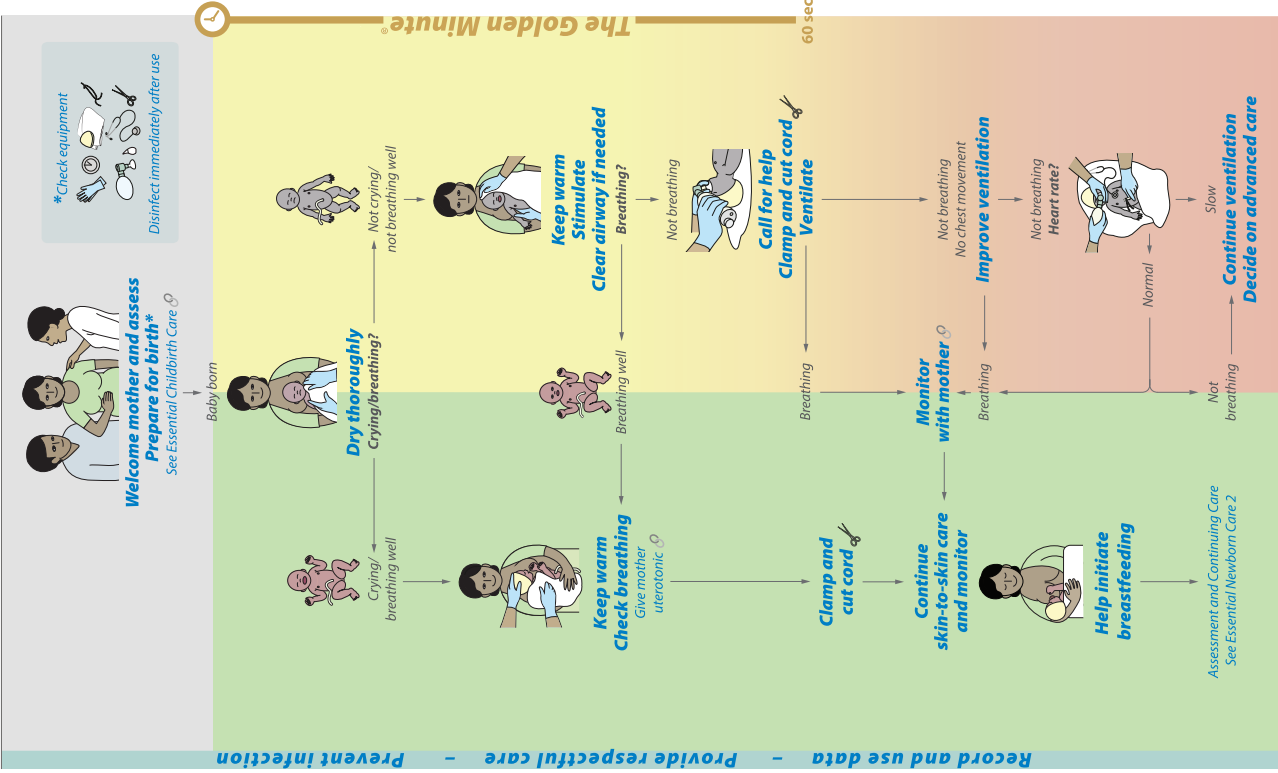 *Check equipment
Disinfect immediately after use
Welcome mother and assess
Prepare for birth*
See Essential Childbirth Care
Baby born
The Golden Minute®
60 sec
Dry thoroughly
Crying/breathing?
Crying/
breathing well
Not crying/
not breathing well
Keep warm
Stimulate
Clear airway if needed
Breathing?
Breathing well
Not breathing
Keep warm
Check breathing
Give mother
uterotonic
Call for help
Clamp and cut cord
Ventilate
Breathing
Clamp and
cut cord
Monitor
with mother
Not breathing
No chest movement
Improve ventilation
Breathing
Continue
skin-to-skin care
and monitor
Not breathing
Heart rate?
Normal
Slow
Help initiate
breastfeeding
Not
breathing
Continue ventilation
Decide on advanced care
Assessment and Continuing Care
See Essential Newborn Care 2
Prevent infection – Provide respectful care – Record and use data